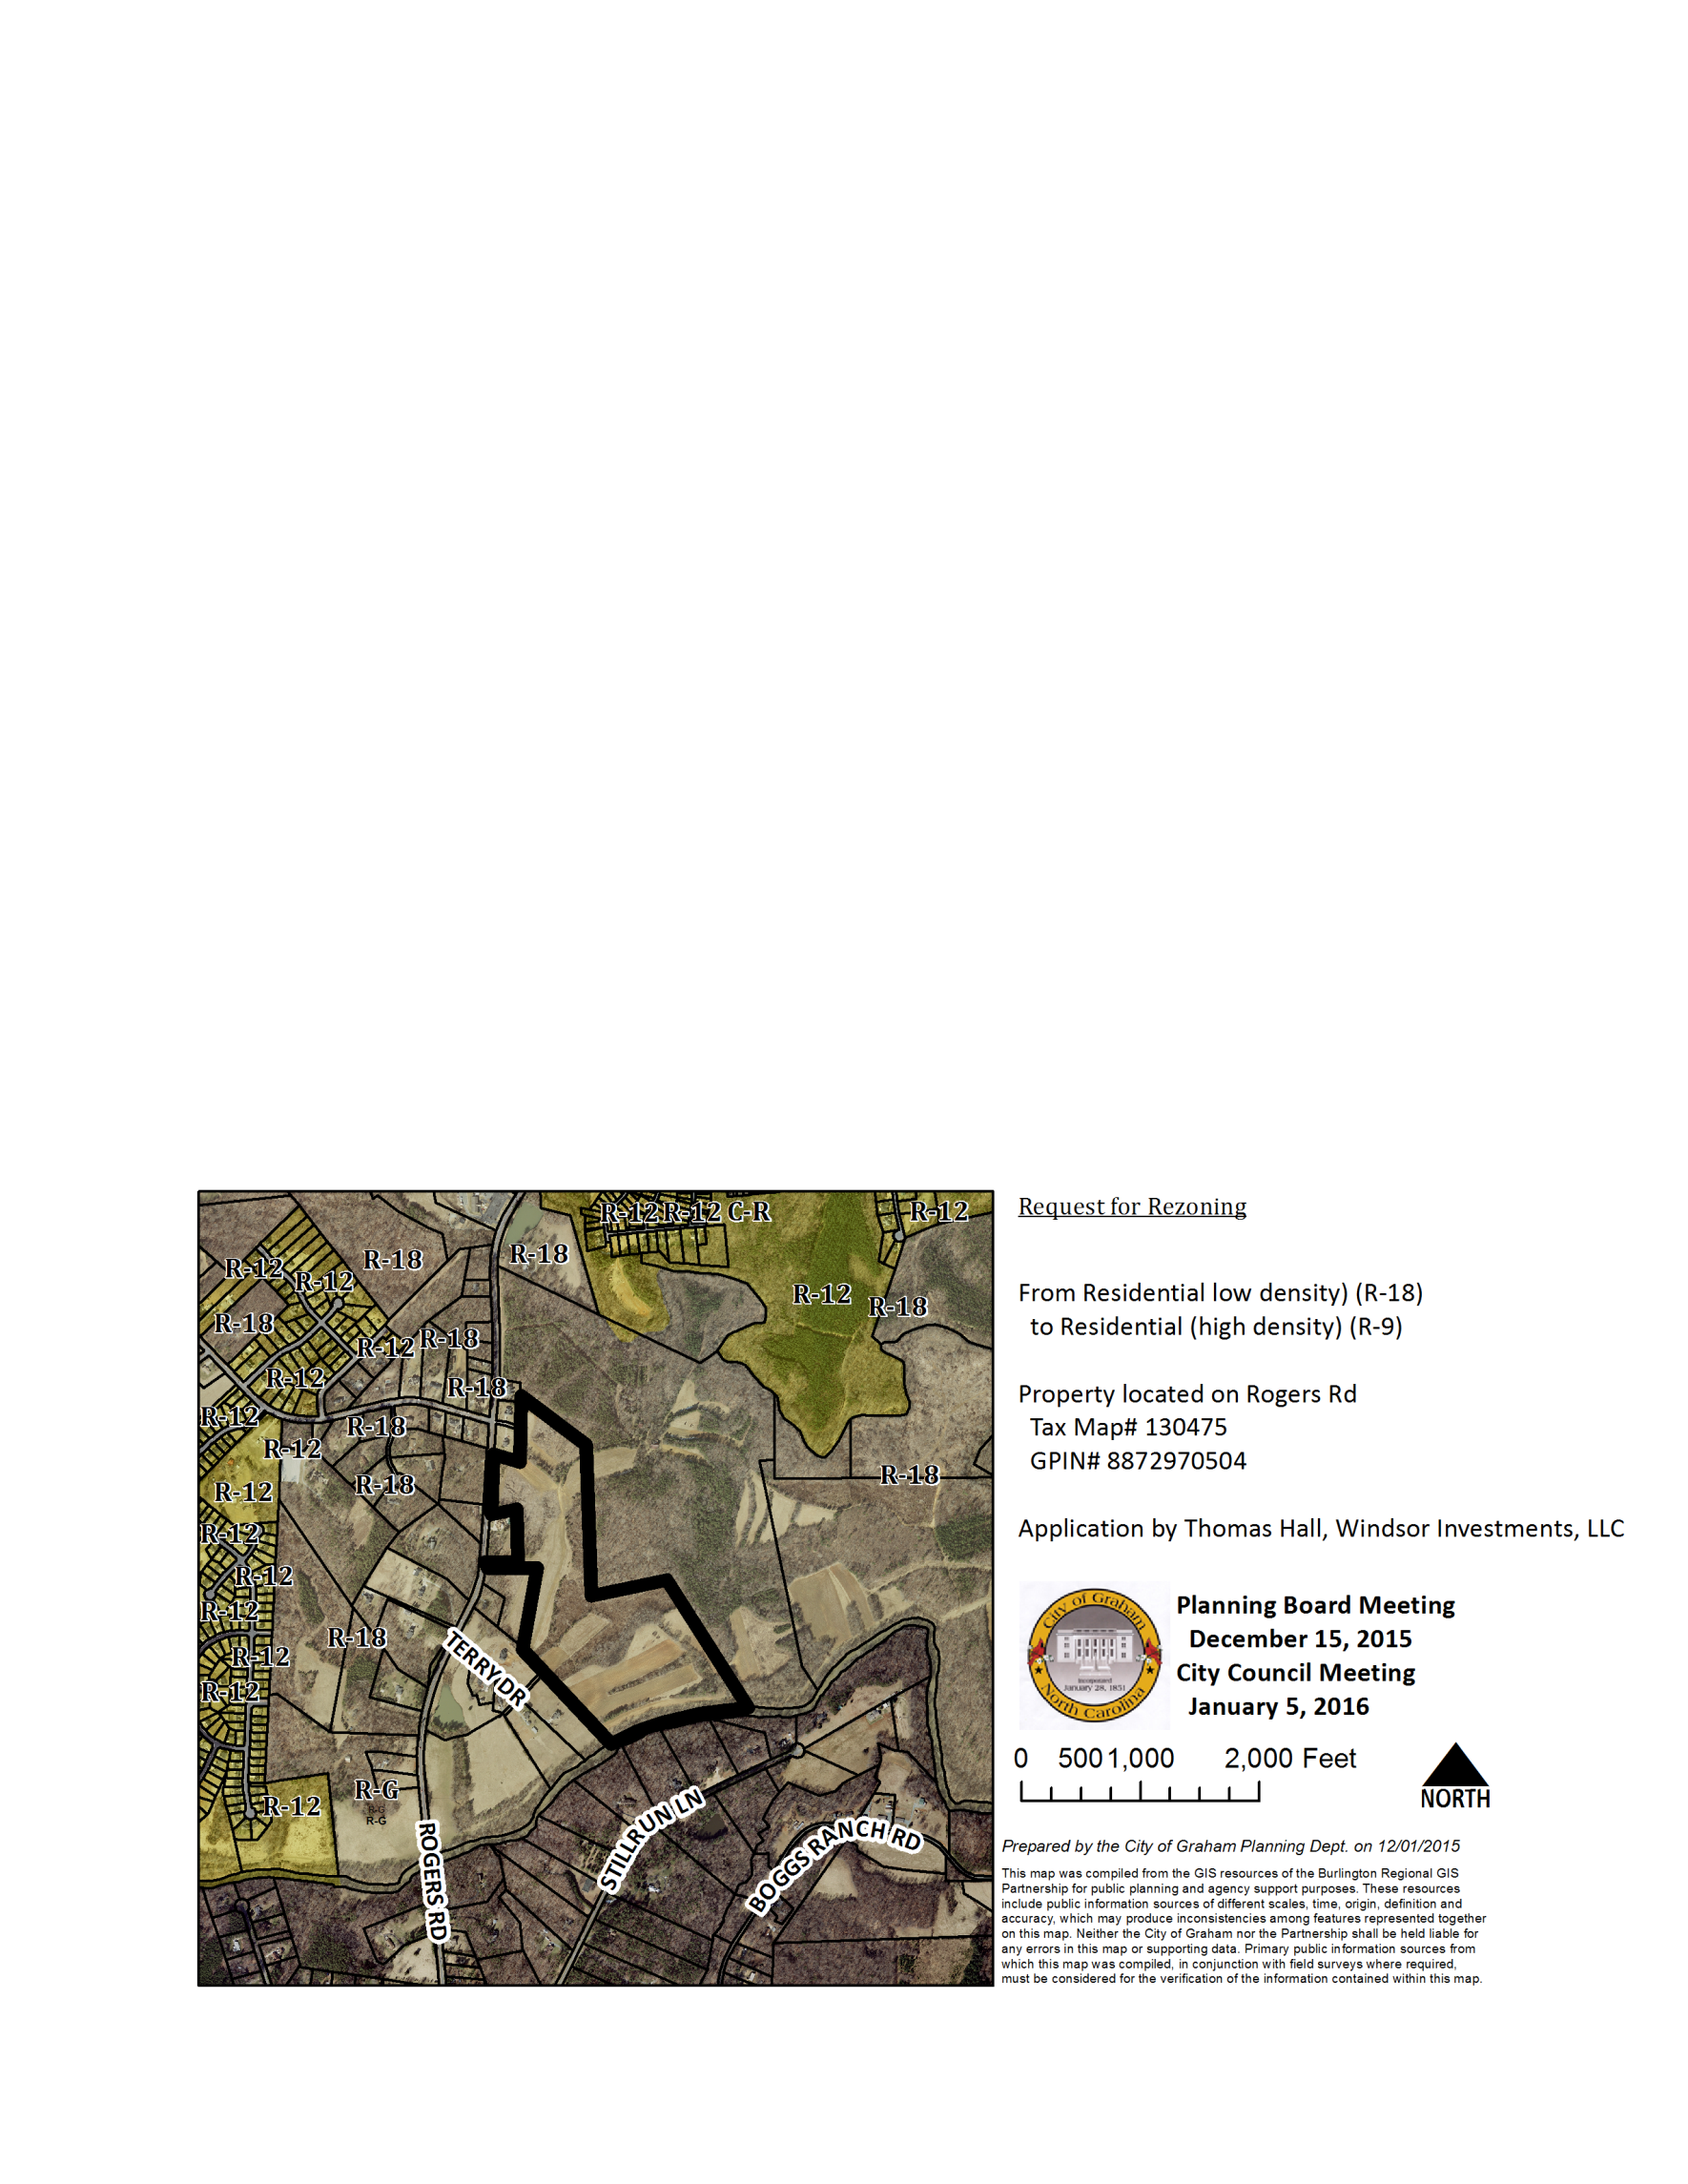 R-12 R-12 C-R
R-12
R-18
R-18
R-12
R-12
R-12
R-18
R-18
R-12
R-18
R-12
R-18
R-12
R-18
R-12
R-18
R-12
R-18
R-18
R-12
R-12
R-12
R-12
R-18
R-12
R-12
TERRY DR
R-G
R-G
R-G
R-12
ROGERS RD
STILLRUN LN
BOGGS RANCH RD
Request for Rezoning
From Residential low density) (R-18)
to Residential (high density) (R-9)
Property located on Rogers Rd
Tax Map# 130475
GPIN# 8872970504
Application by Thomas Hall, Windsor Investments, LLC
City of Graham
Incorporated
January 28, 1851
North Carolina
Planning Board Meeting
December 15, 2015
City Council Meeting
January 5, 2016
0 500 1,000 2,000 Feet
NORTH
Prepared by the City of Graham Planning Dept. on 12/01/2015
This map was compiled from the GIS resources of the Burlington Regional GIS
Partnership for public planning and agency support purposes. These resources
include public information sources of different scales, time, origin, definition and
accuracy, which may produce inconsistencies among features represented together
on this map. Neither the City of Graham nor the Partnership shall be held liable for
any errors in this map or supporting data. Primary public information sources from
which this map was compiled, in conjunction with field surveys where required,
must be considered for the verification of the information contained within this map.